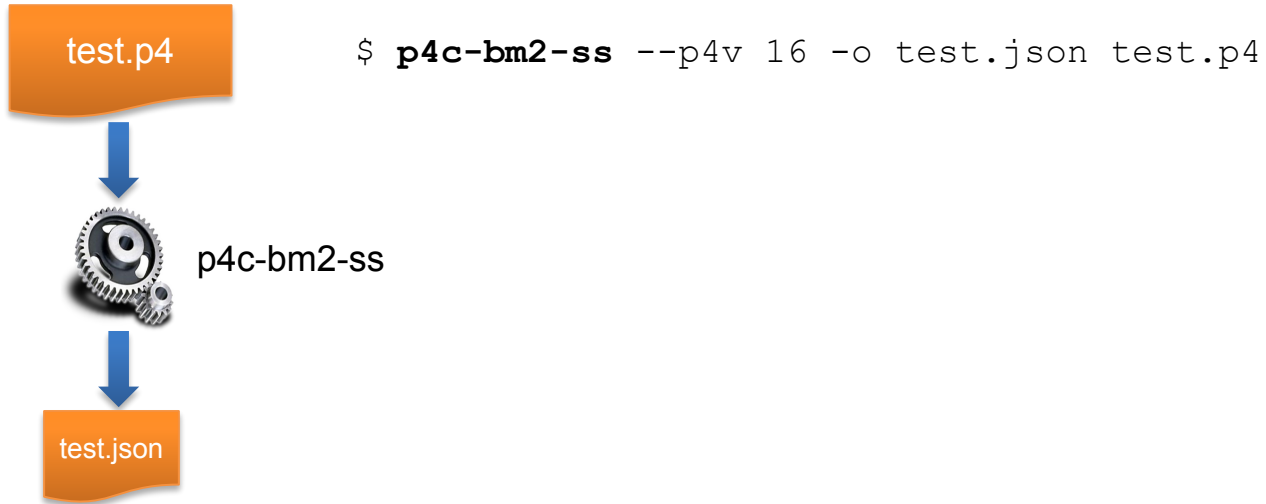 test.p4
$ p4c-bm2-ss --p4v 16 -o test.json test.p4
p4c-bm2-ss
test.json